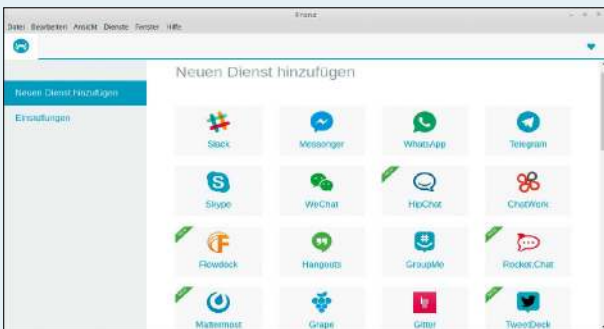 Franz
Datei Bearbeiten Ansicht Dienste Fenster Hilfe
Neuen Dienst hinzufügen
Neuen Dienst hinzufügen
Einstellungen
Slack Messenger WhatsApp Telegram
Skype WeChat HipChat ChatWork
Flowdock Hangouts GroupMe Rocket.Chat
Mattermost Grape Gitter TweetDeck